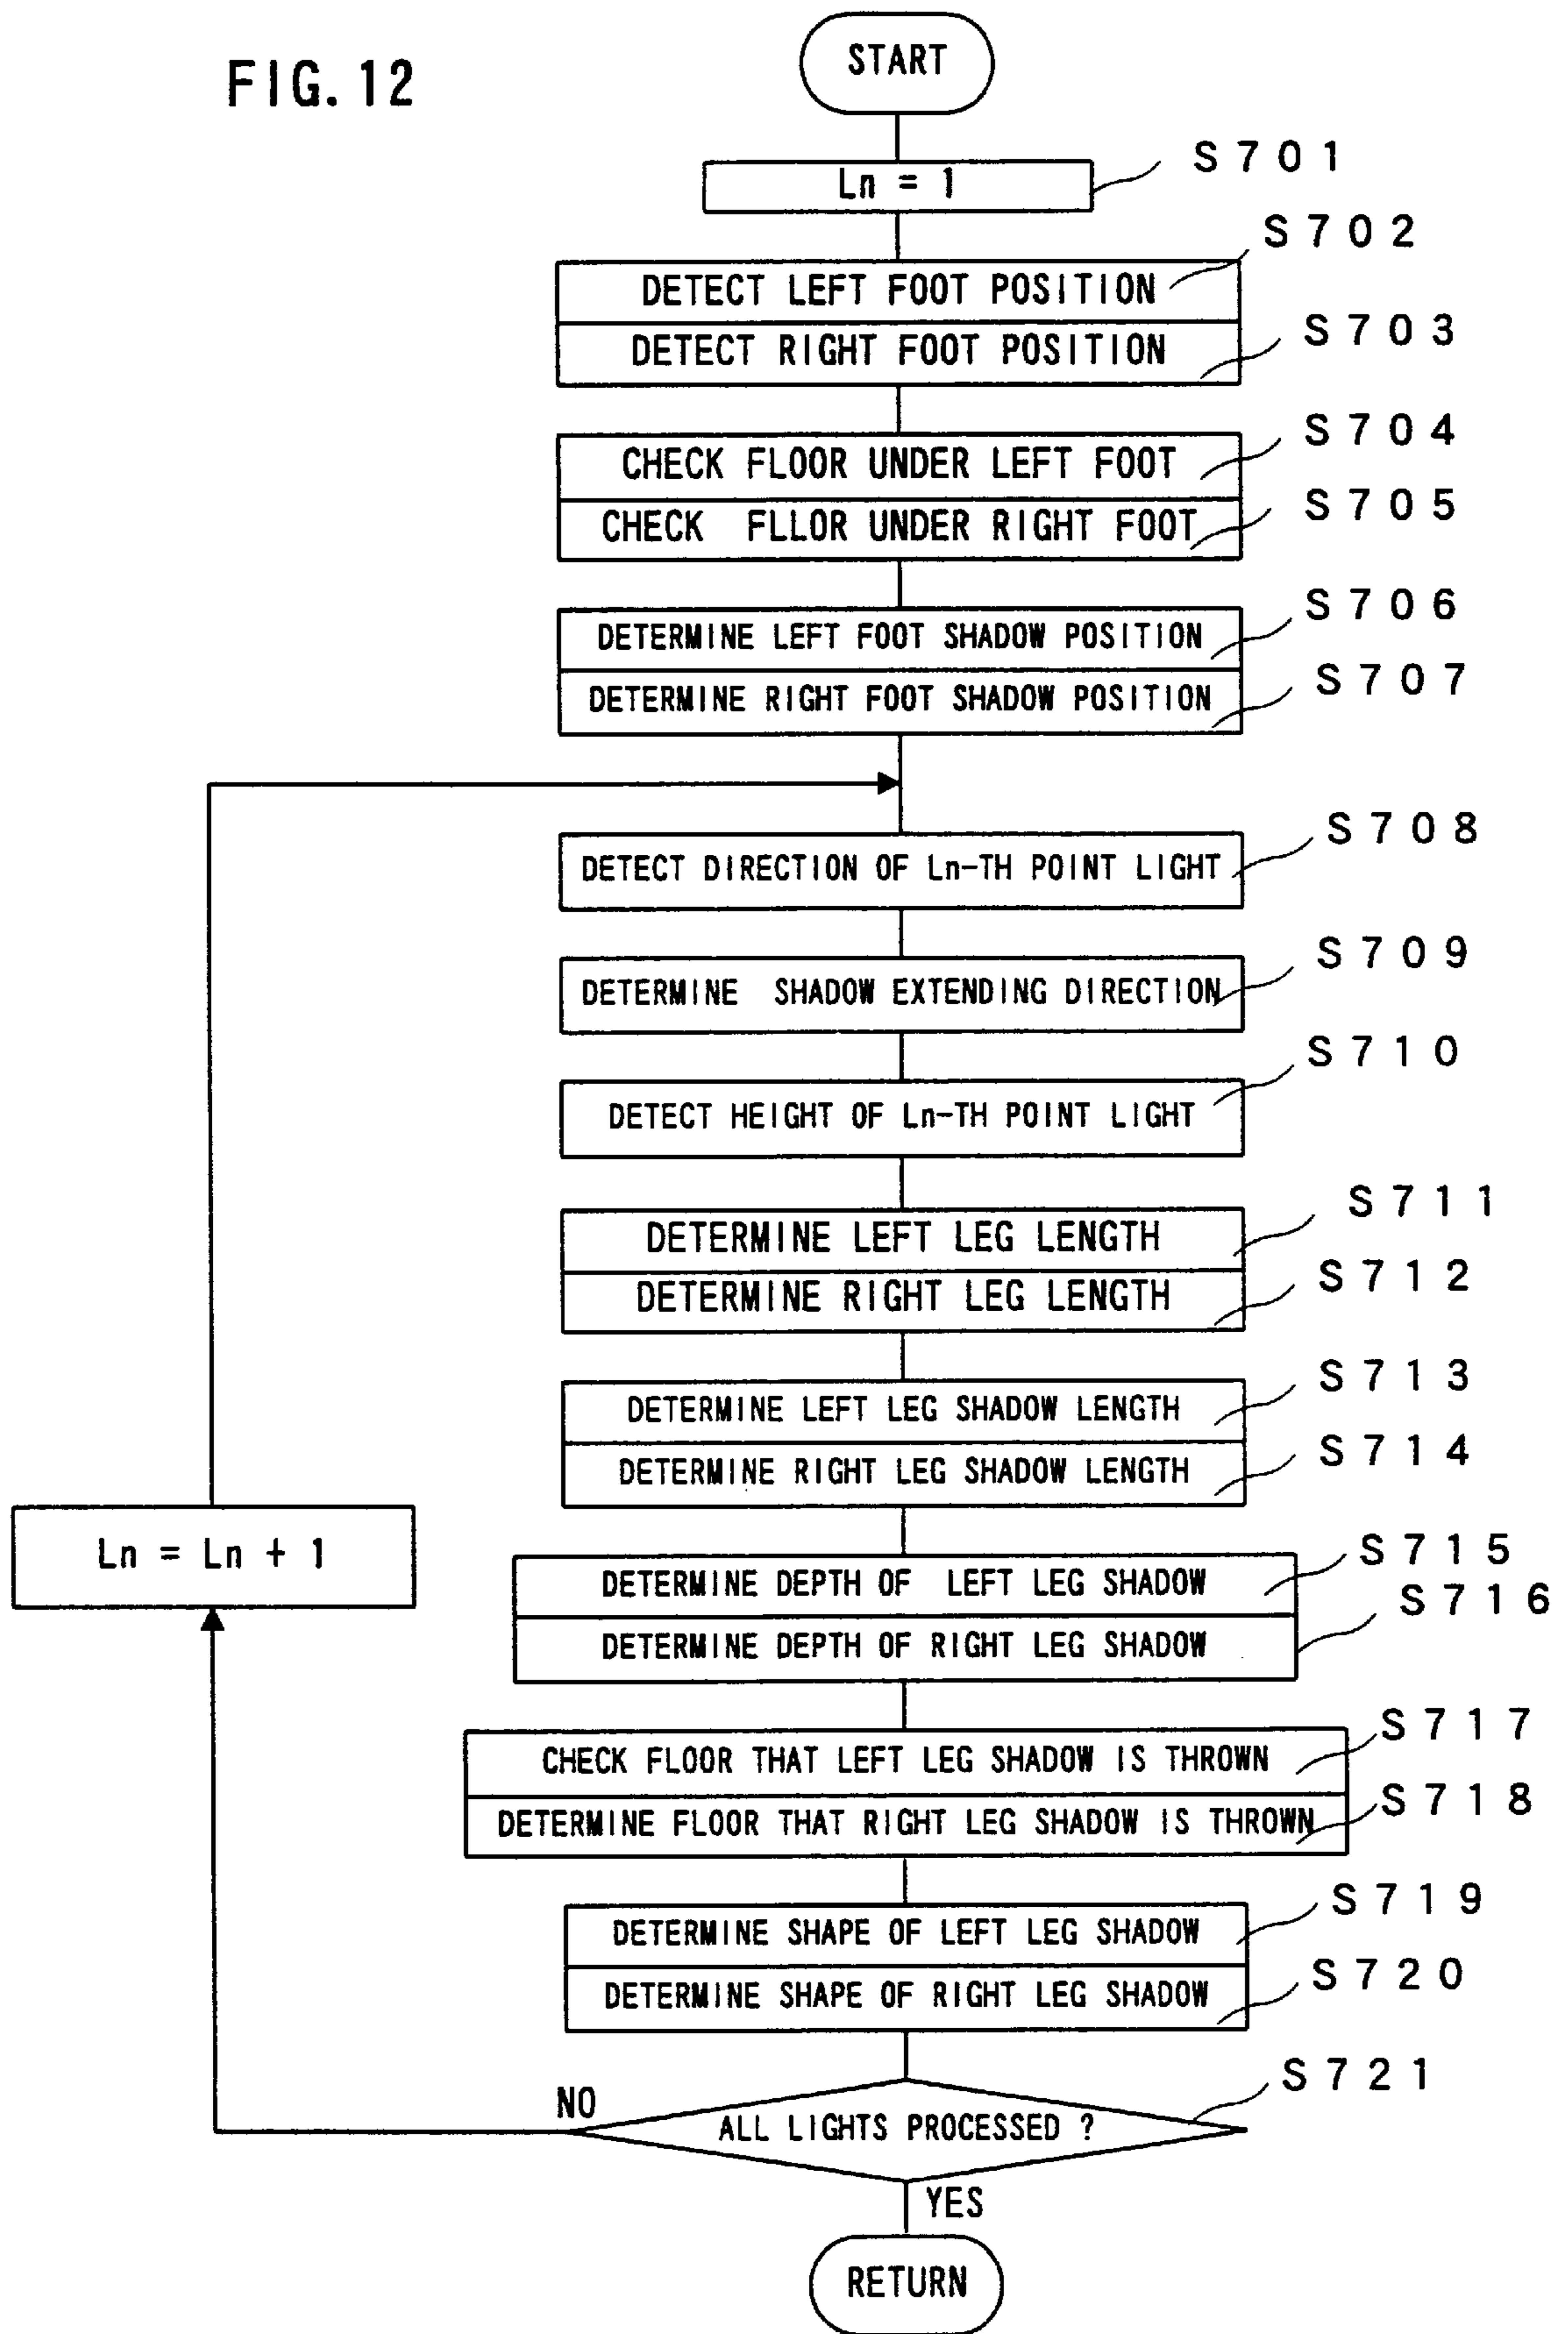 FIG. 12
START
Ln = 1
S701
DETECT LEFT FOOT POSITION
S702
DETECT RIGHT FOOT POSITION
S703
CHECK FLOOR UNDER LEFT FOOT
S704
CHECK FLLOR UNDER RIGHT FOOT
S705
DETERMINE LEFT FOOT SHADOW POSITION
S706
DETERMINE RIGHT FOOT SHADOW POSITION
S707
DETECT DIRECTION OF Ln-TH POINT LIGHT
S708
DETERMINE SHADOW EXTENDING DIRECTION
S709
DETECT HEIGHT OF Ln-TH POINT LIGHT
S710
DETERMINE LEFT LEG LENGTH
S711
DETERMINE RIGHT LEG LENGTH
S712
DETERMINE LEFT LEG SHADOW LENGTH
S713
DETERMINE RIGHT LEG SHADOW LENGTH
S714
Ln = Ln + 1
DETERMINE DEPTH OF LEFT LEG SHADOW
S715
DETERMINE DEPTH OF RIGHT LEG SHADOW
S716
CHECK FLOOR THAT LEFT LEG SHADOW IS THROWN
S717
DETERMINE FLOOR THAT RIGHT LEG SHADOW IS THROWN
S718
DETERMINE SHAPE OF LEFT LEG SHADOW
S719
DETERMINE SHAPE OF RIGHT LEG SHADOW
S720
ALL LIGHTS PROCESSED ?
S721
NO
YES
RETURN